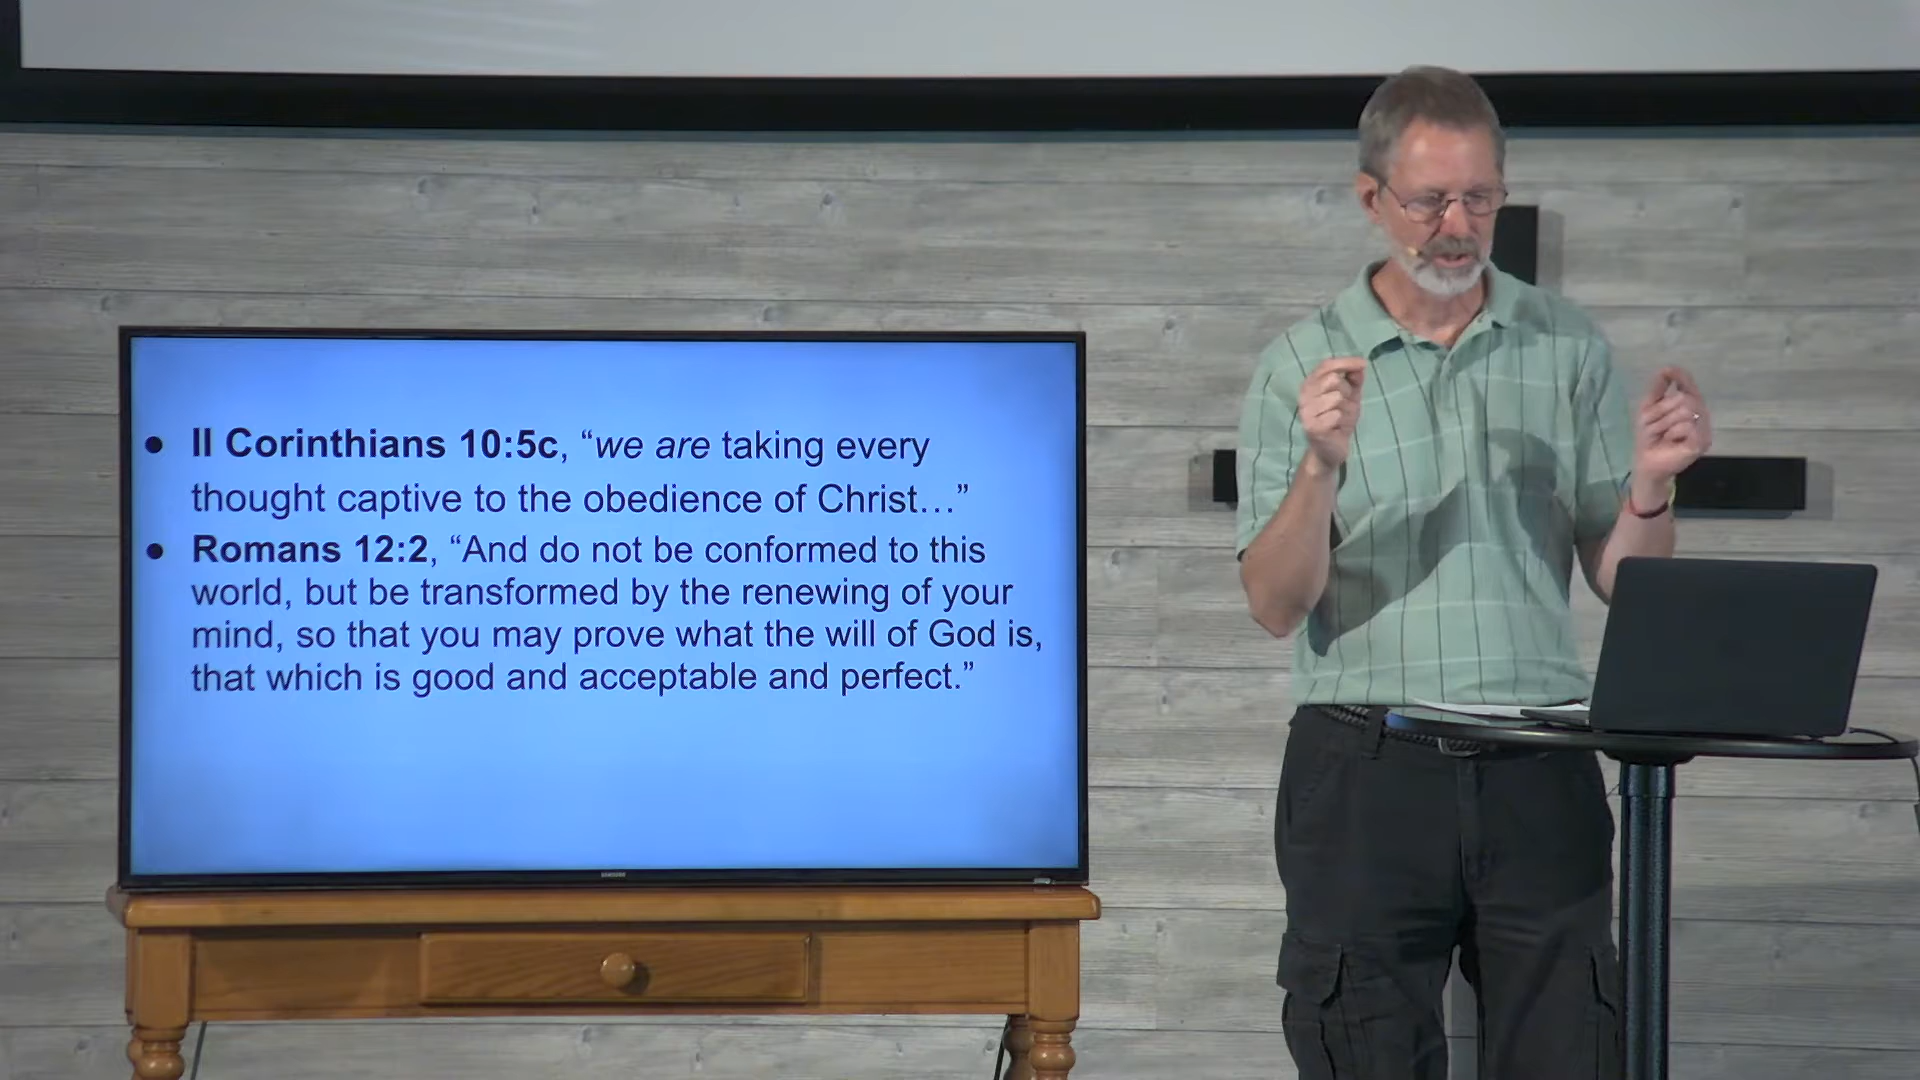 ● II Corinthians 10:5c, “we are taking every
thought captive to the obedience of Christ…”
● Romans 12:2, “And do not be conformed to this
world, but be transformed by the renewing of your
mind, so that you may prove what the will of God is,
that which is good and acceptable and perfect.”
SAMSUNG